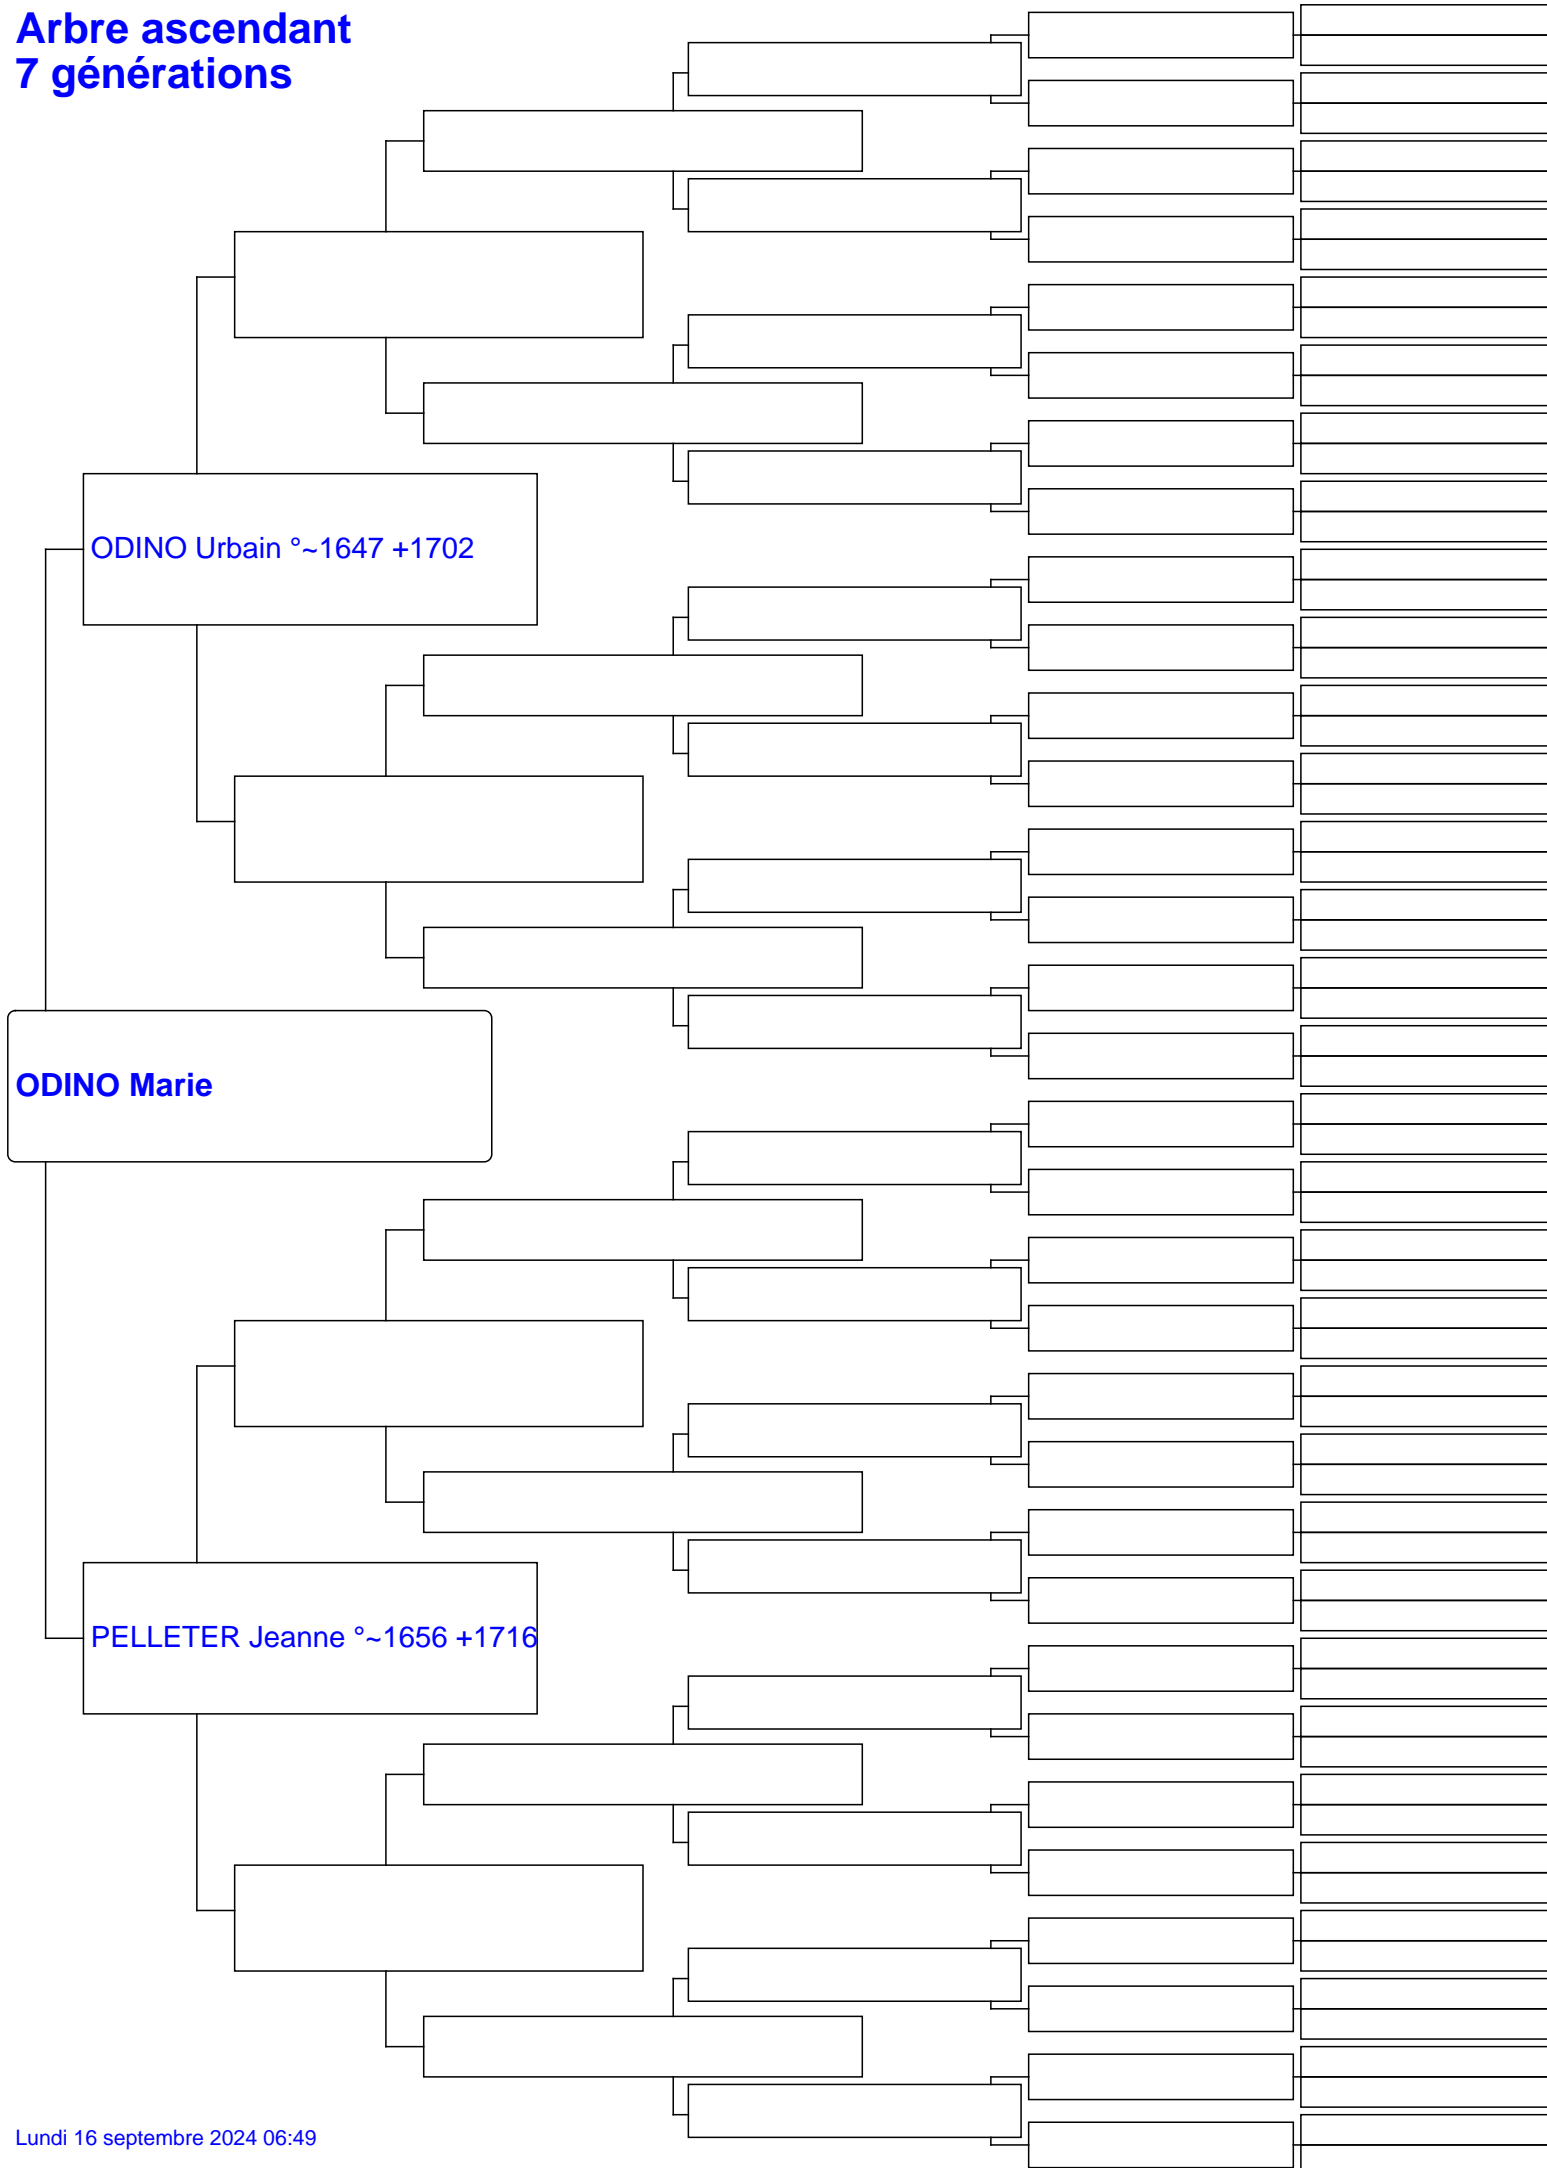 Arbre ascendant
7 générations
ODINO Urbain °~1647 +1702
ODINO Marie
PELLETER Jeanne °~1656 +1716
Lundi 16 septembre 2024 06:49